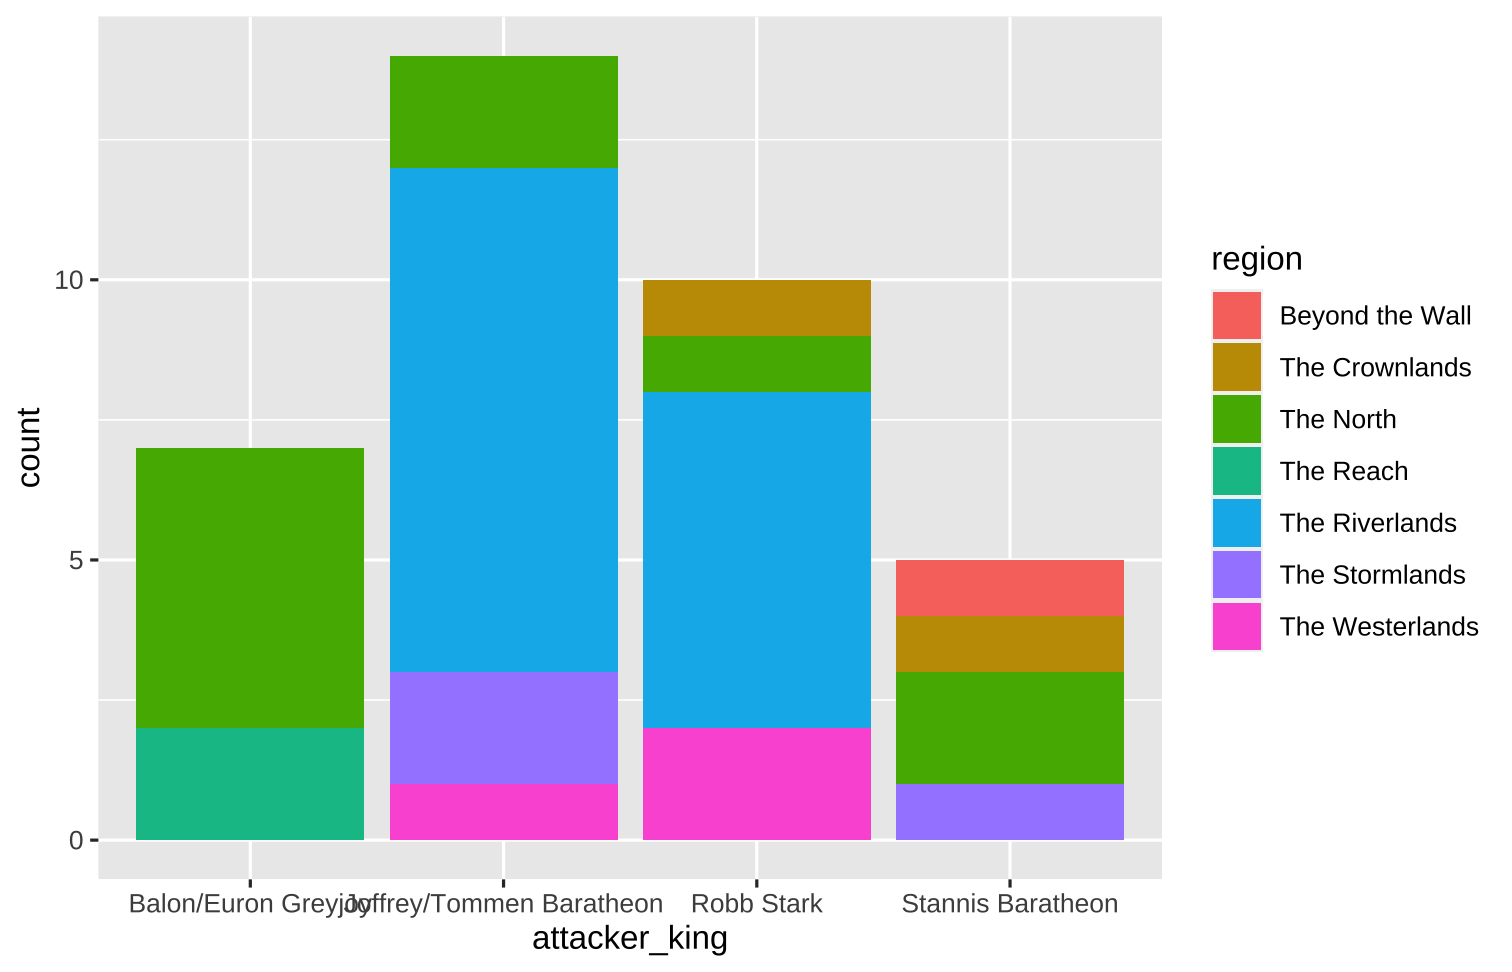 10
5
0
count
Balon/Euron Greyjoy
Joffrey/Tommen Baratheon
Robb Stark
Stannis Baratheon
attacker_king
region
Beyond the Wall
The Crownlands
The North
The Reach
The Riverlands
The Stormlands
The Westerlands